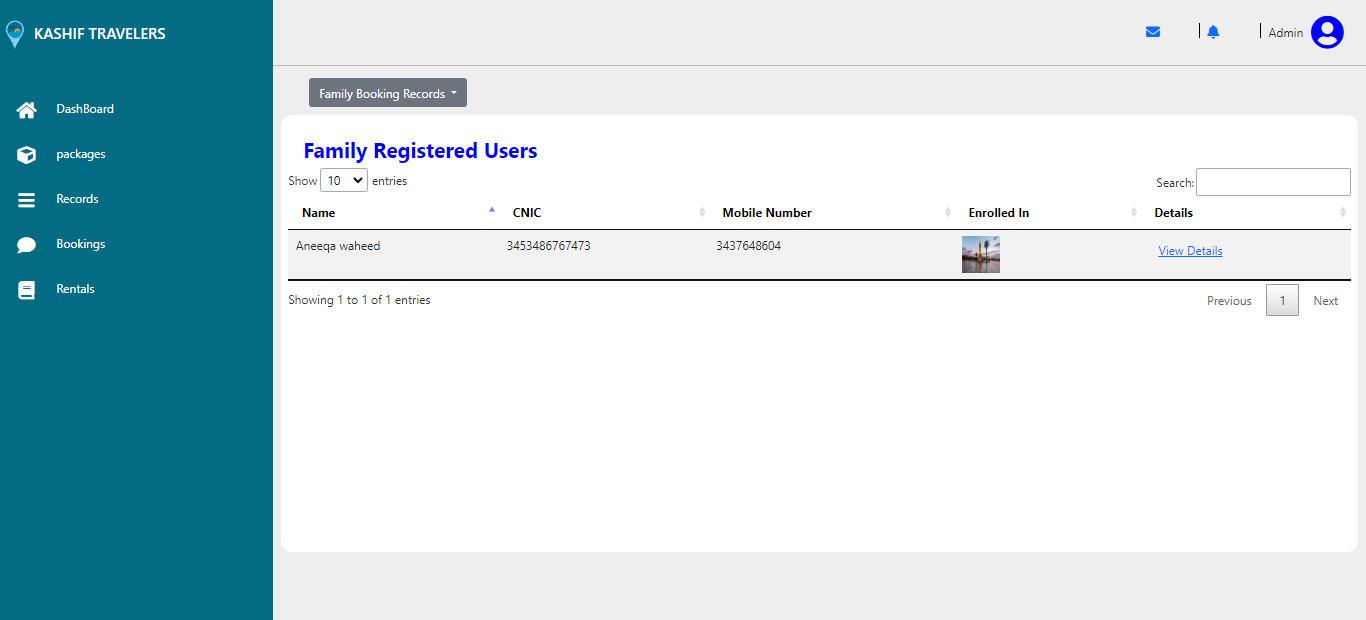 KASHIF TRAVELERS
Admin
DashBoard
packages
Records
Bookings
Rentals
Family Booking Records
Family Registered Users
Show 10 entries
Search:
Name CNIC Mobile Number Enrolled In Details
Aneeqa waheed 3453486767473 3437648604 View Details
Showing 1 to 1 of 1 entries
Previous 1 Next